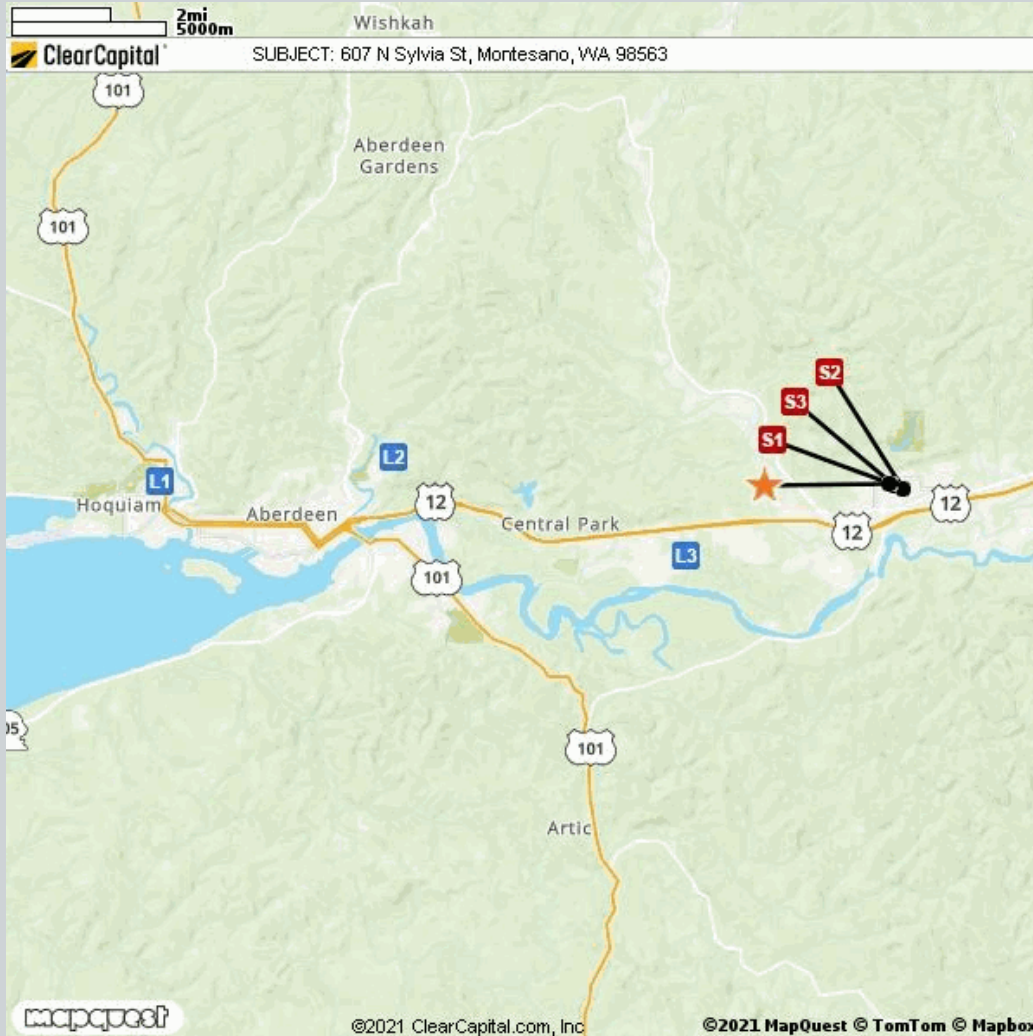 2mi
5000m
Wishkah
ClearCapital
SUBJECT: 607 N Sylvia St, Montesano, WA 98563
101
Aberdeen
Gardens
101
S2
S3
S1
L2
L1
12
12
Hoquiam
Aberdeen
Central Park
12
L3
101
05
101
Artic
mapquest
©2021 ClearCapital.com, Inc
©2021 MapQuest © TomTom © Mapbox